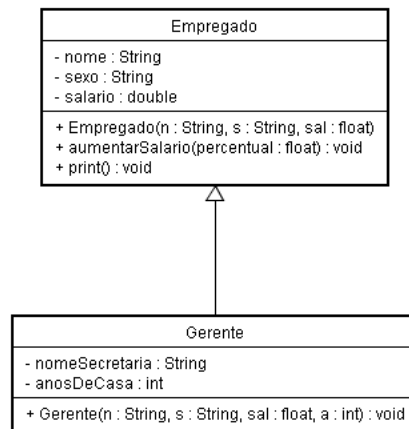 Empregado
- nome : String
- sexo : String
- salario : double
+ Empregado(n : String, s : String, sal : float)
+ aumentarSalario(percentual : float) : void
+ print() : void
Gerente
- nomeSecretaria : String
- anosDeCasa : int
+ Gerente(n : String, s : String, sal : float, a : int) : void